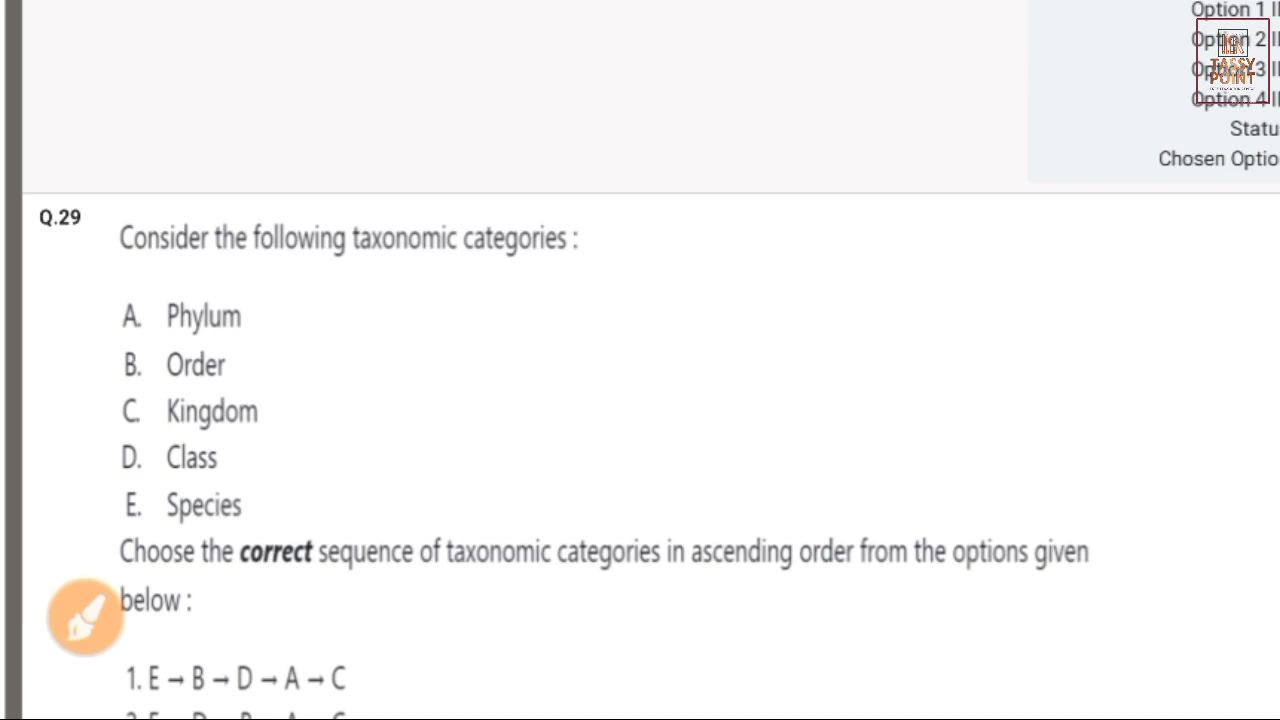 Option 1 I
Option 2 I
Option 3 I
Option 4 I
TASSY
POINT
Statu
Chosen Optio
Q.29
Consider the following taxonomic categories :
A. Phylum
B. Order
C. Kingdom
D. Class
E. Species
Choose the correct sequence of taxonomic categories in ascending order from the options given
below :
1. E → B → D → A → C